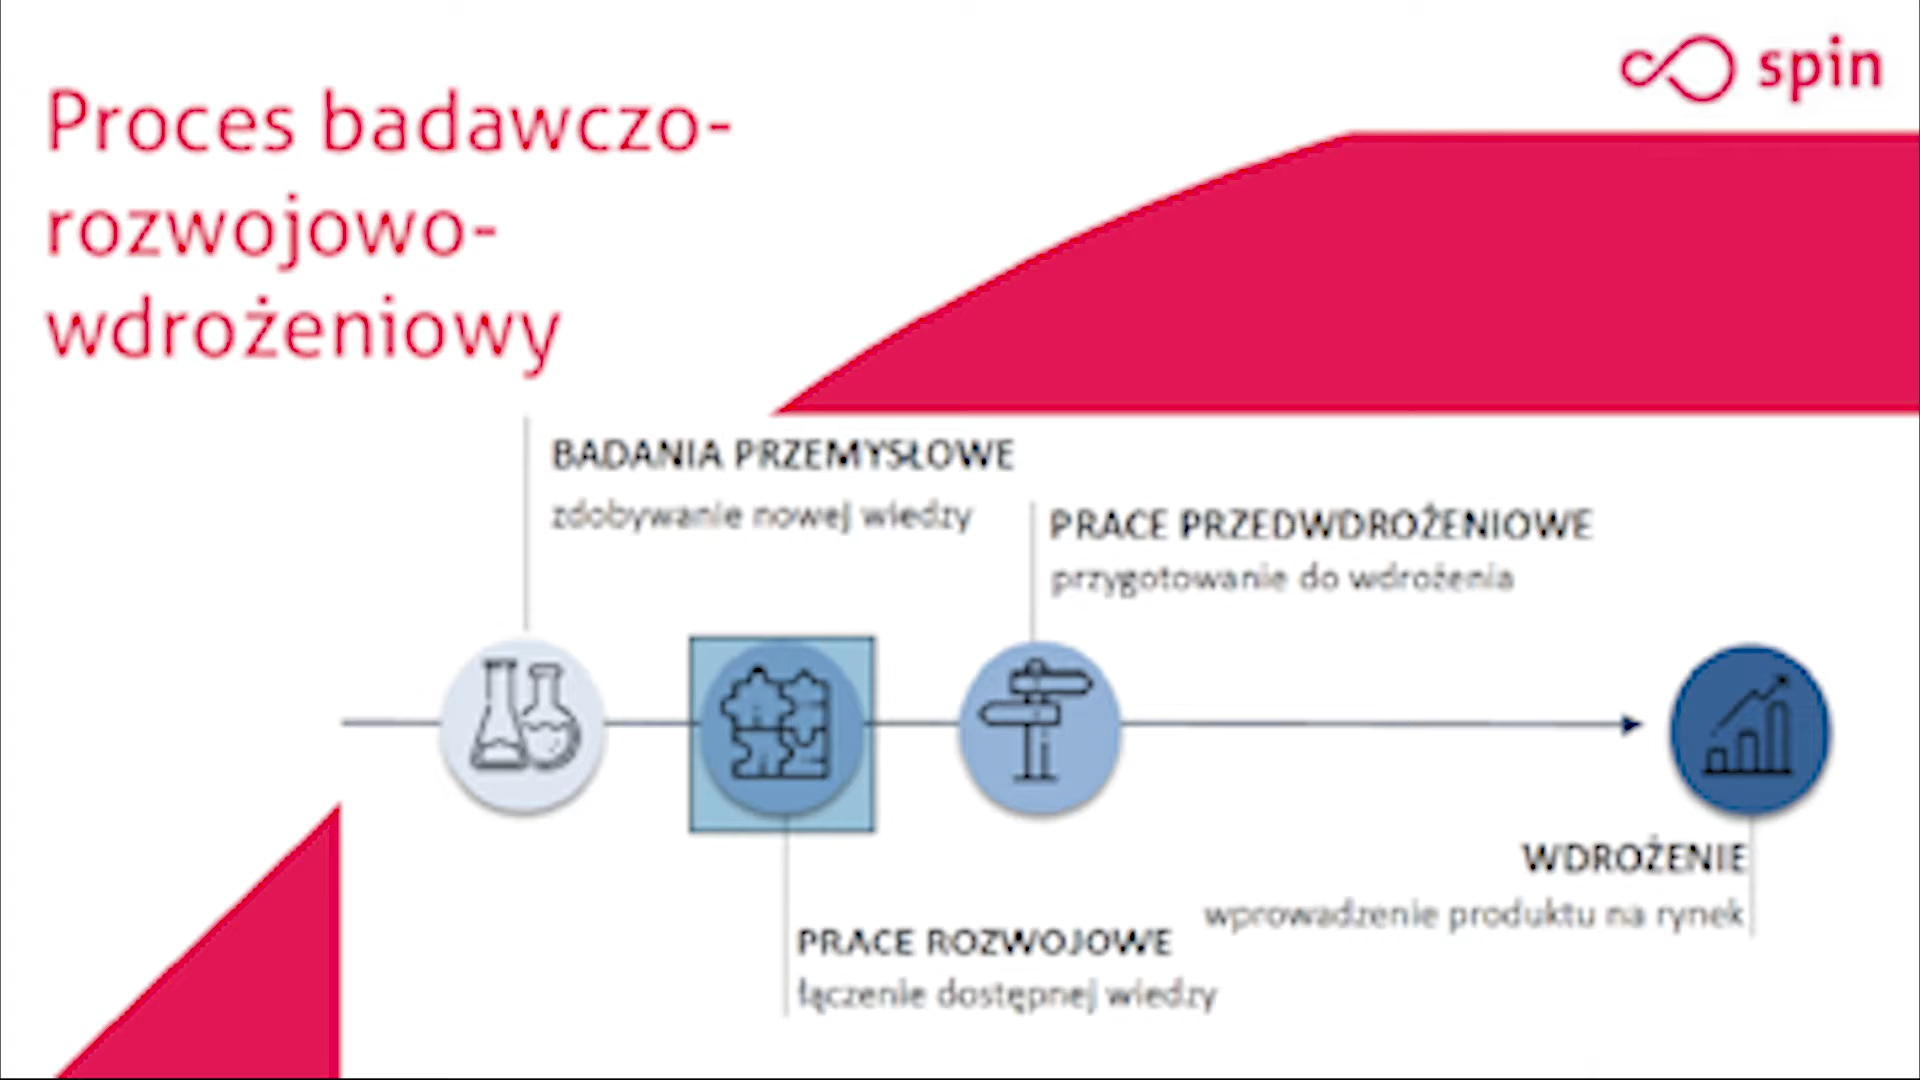 spin
Proces badawczo-
rozwojowo-
wdrożeniowy
BADANIA PRZEMYSŁOWE
zdobywanie nowej wiedzy
PRACE PRZEDWDROŻENIOWE
przygotowanie do wdrożenia
WDROŻENIE
wprowadzenie produktu na rynek
PRACE ROZWOJOWE
łączenie dostępnej wiedzy